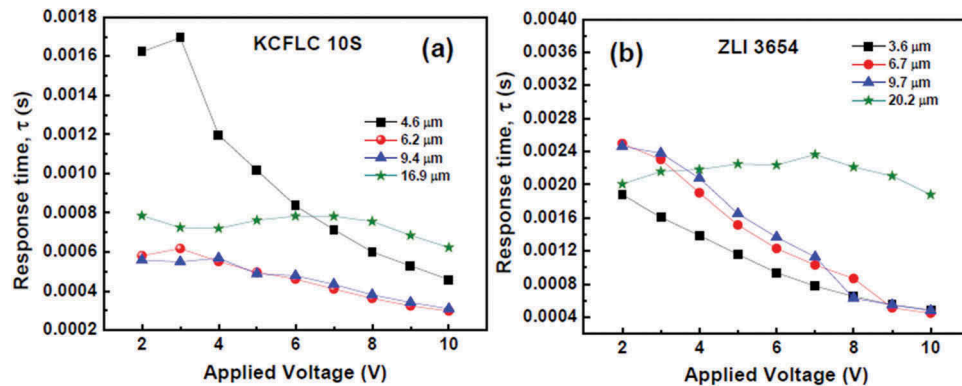 KCFLC 10S
(a)
Response time, τ (s)
0.0018
0.0016
0.0014
0.0012
0.0010
0.0008
0.0006
0.0004
0.0002
4.6 μm
6.2 μm
9.4 μm
16.9 μm
2 4 6 8 10
Applied Voltage (V)
(b)
ZLI 3654
Response time, τ (s)
0.0040
0.0036
0.0032
0.0028
0.0024
0.0020
0.0016
0.0012
0.0008
0.0004
3.6 μm
6.7 μm
9.7 μm
20.2 μm
2 4 6 8 10
Applied Voltage (V)